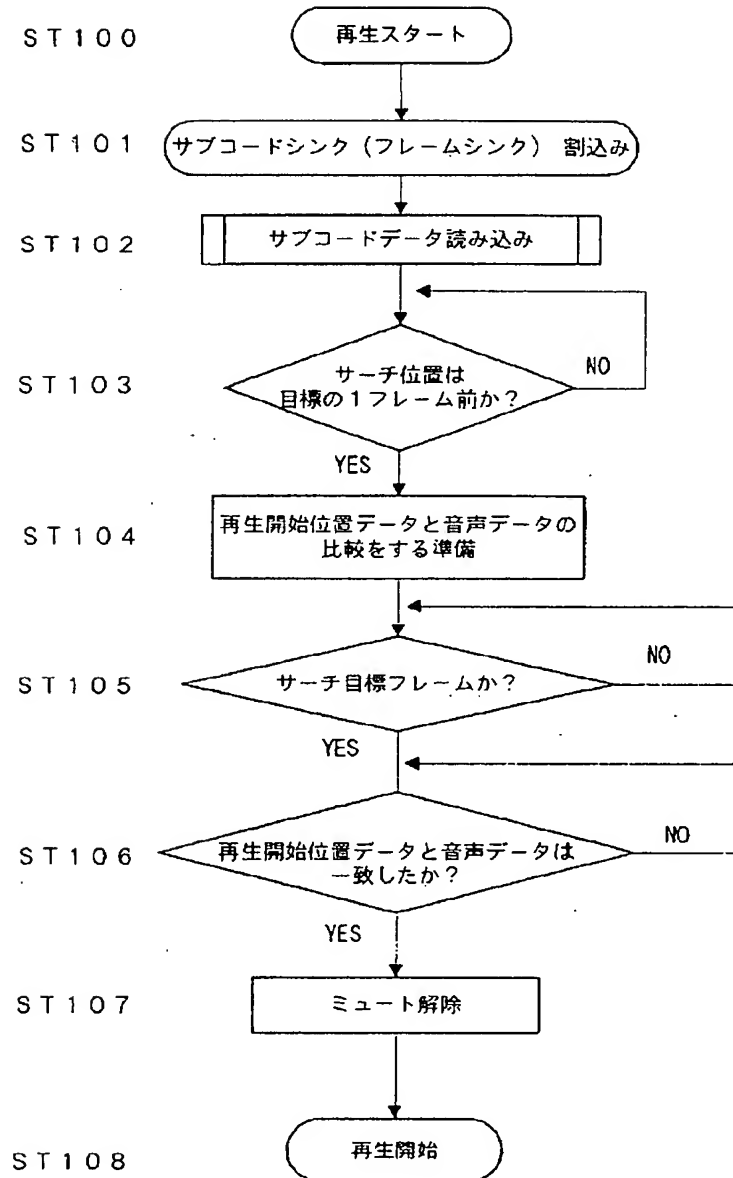 ST100
再生スタート
ST101
サブコードシンク (フレームシンク) 割込み
ST102
サブコードデータ読み込み
ST103
サーチ位置は
目標の1フレーム前か?
NO
YES
ST104
再生開始位置データと音声データの
比較をする準備
ST105
サーチ目標フレームか?
NO
YES
ST106
再生開始位置データと音声データは
一致したか?
NO
YES
ST107
ミュート解除
ST108
再生開始